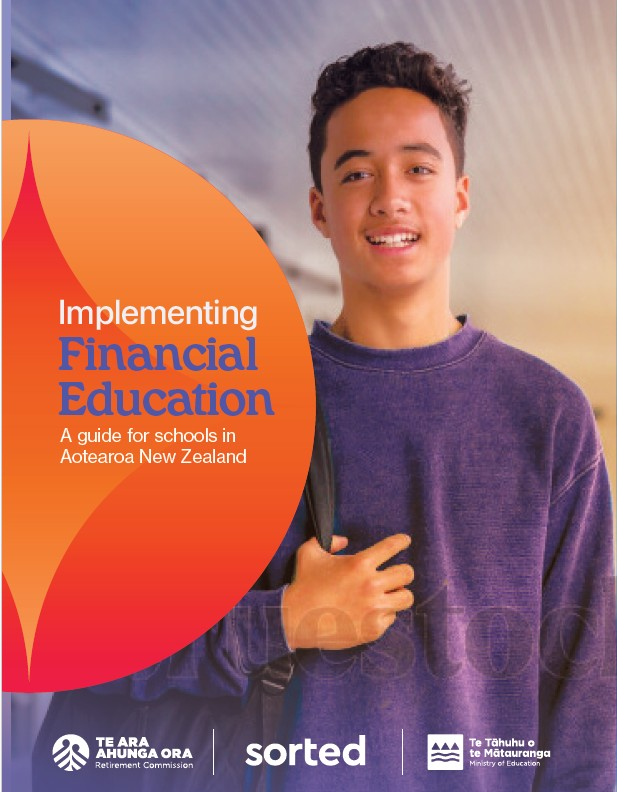 Implementing
Financial
Education
A guide for schools in
Aotearoa New Zealand
truestock
TE ARA
AHUNGA ORA
Retirement Commission
sorted
Te Tāhuhu o
te Mātauranga
Ministry of Education